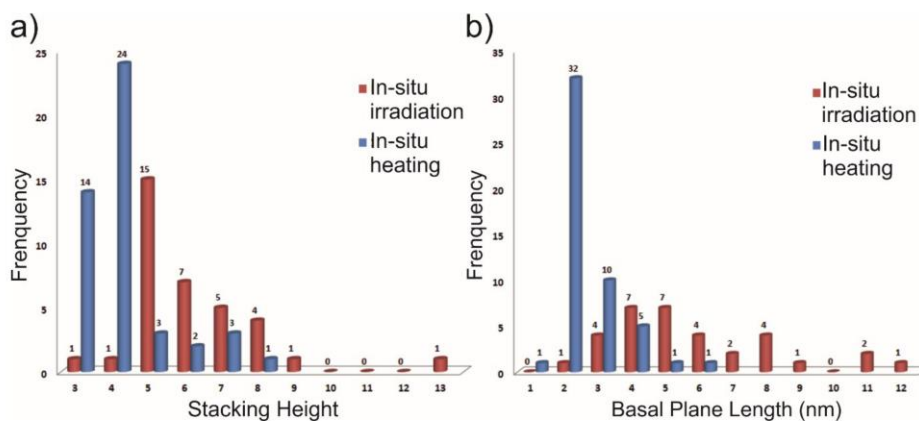 a)
25
20
15
10
5
0
Frenquency
In-situ
irradiation
In-situ
heating
1 14 1 24 15 3 7 2 5 3 4 1 1 0 0 0 1
3 4 5 6 7 8 9 10 11 12 13
Stacking Height
b)
35
30
25
20
15
10
5
0
Frenquency
In-situ
irradiation
In-situ
heating
0 1 1 32 4 10 7 5 7 1 4 1 2 4 1 0 2 1
1 2 3 4 5 6 7 8 9 10 11 12
Basal Plane Length (nm)